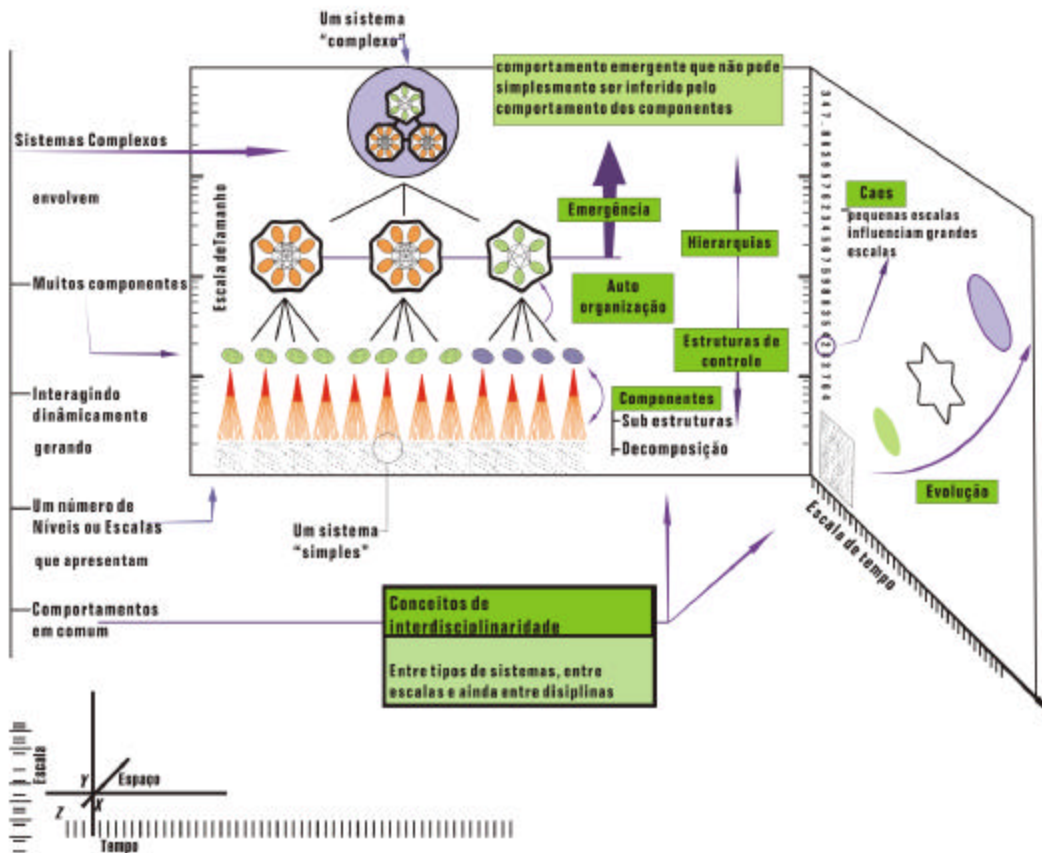 Um sistema
"complexo"
comportamento emergente que não pode
simplesmente ser inferido pelo
comportamento dos componentes
Sistemas Complexos
envolvem
Muitos componentes
Interagindo
dinâmicamente
gerando
Um número de
Níveis ou Escalas
que apresentam
Comportamentos
em comum
Escala de Tamanho
Emergência
Hierarquias
Auto
organização
Estruturas de
controle
Componentes
Sub estruturas
Decomposição
Um sistema
"simples"
Caos
pequenas escalas
influenciam grandes
escalas
Evolução
Escala de tempo
Conceitos de
interdisciplinaridade
Entre tipos de sistemas, entre
escalas e ainda entre disiplinas
Escala
Y
Espaço
Z
X
Tempo